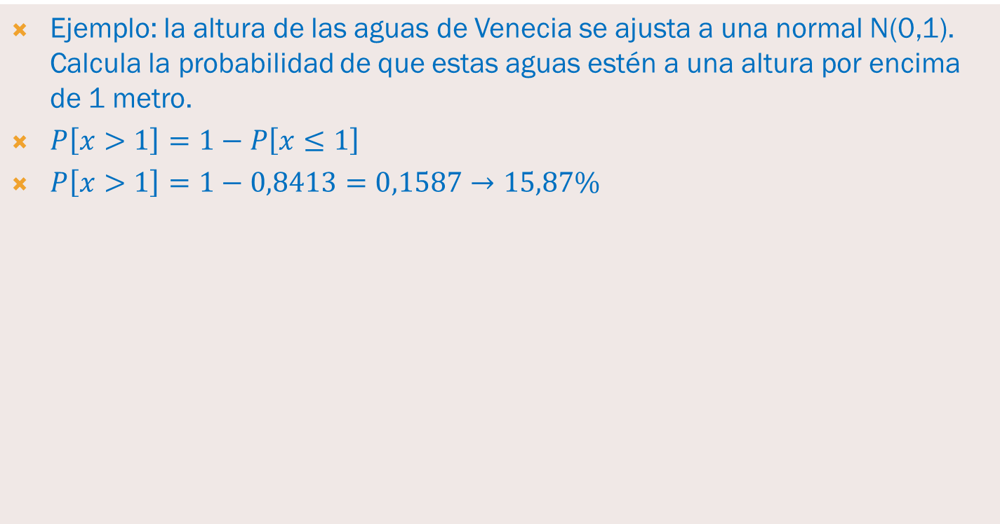 × Ejemplo: la altura de las aguas de Venecia se ajusta a una normal N(0,1).
Calcula la probabilidad de que estas aguas estén a una altura por encima
de 1 metro.
× P[x > 1] = 1 − P[x ≤ 1]
× P[x > 1] = 1 − 0,8413 = 0,1587 → 15,87%